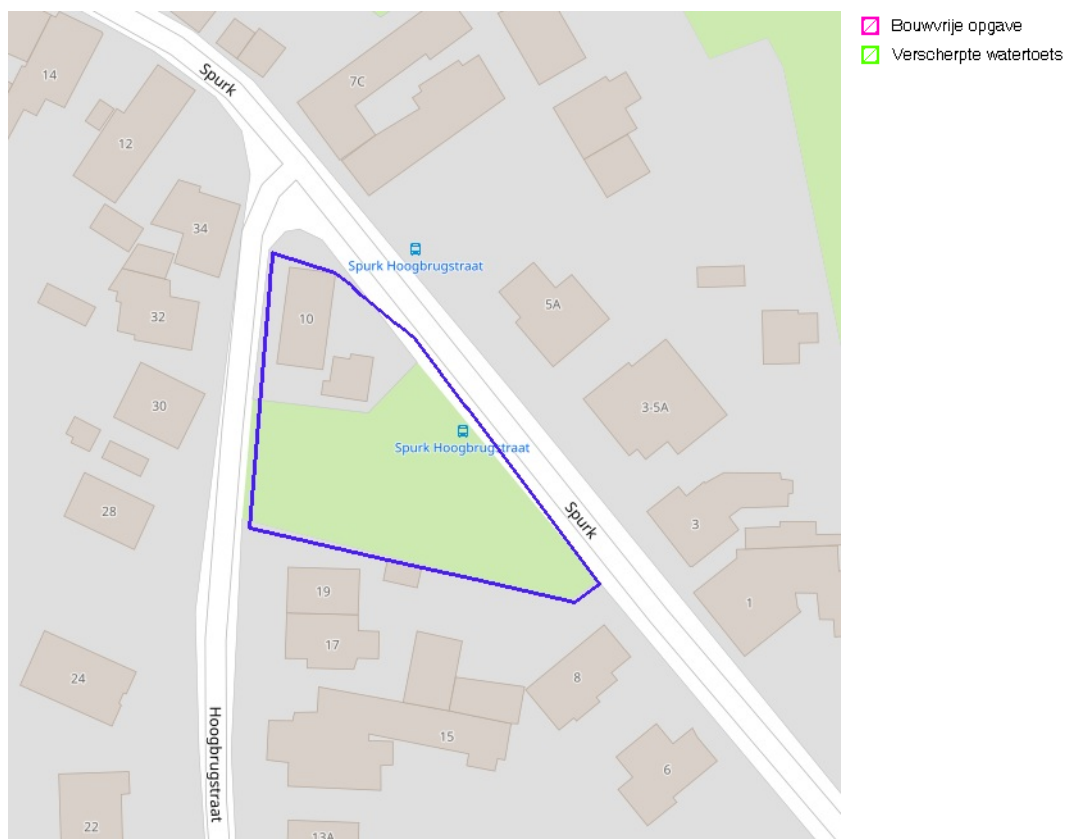 Bouwvrije opgave
Verscherpte watertoets
14
Spurk
7C
12
34
Spurk Hoogbrugstraat
5A
32
10
30
3-5A
Spurk Hoogbrugstraat
28
Spurk
3
19
1
17
24
8
Hoogbrugstraat
15
6
22
13A